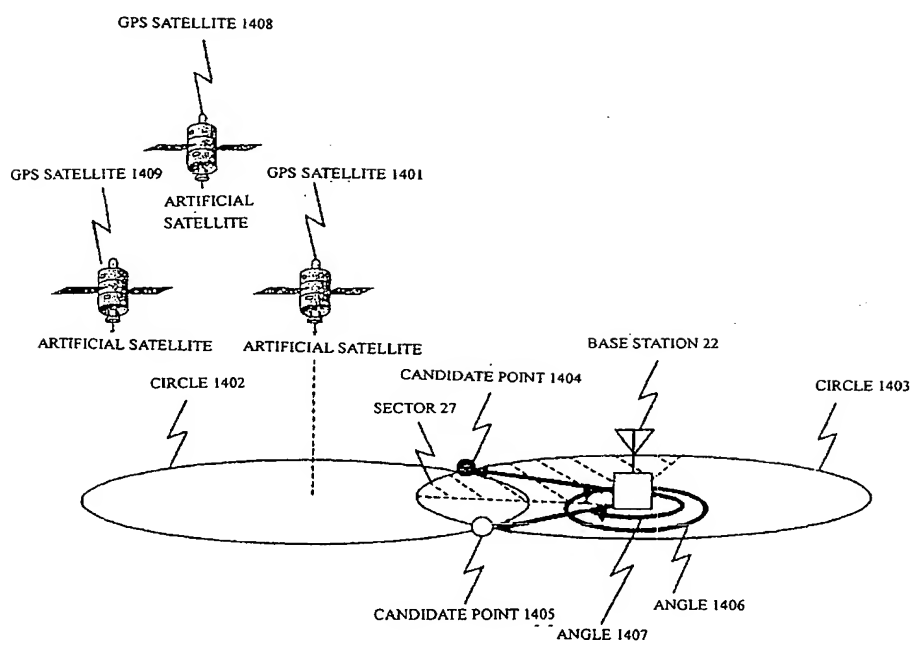 GPS SATELLITE 1408
GPS SATELLITE 1409
GPS SATELLITE 1401
ARTIFICIAL
SATELLITE
ARTIFICIAL SATELLITE
ARTIFICIAL SATELLITE
BASE STATION 22
CIRCLE 1402
CANDIDATE POINT 1404
CIRCLE 1403
SECTOR 27
CANDIDATE POINT 1405
ANGLE 1406
ANGLE 1407